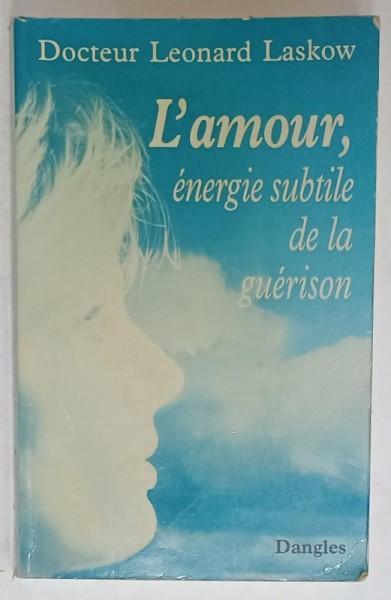 Docteur Leonard Laskow
L'amour,
énergie subtile
de la
guérison
Dangles